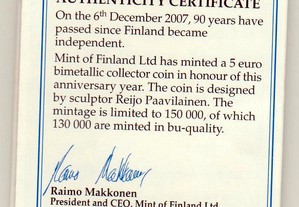 AUTHENTICITY CERTIFICATE
On the 6th December 2007, 90 years have
passed since Finland became
independent.
Mint of Finland Ltd has minted a 5 euro
bimetallic collector coin in honour of this
anniversary year. The coin is designed
by sculptor Reijo Paavilainen. The
mintage is limited to 150 000, of which
130 000 are minted in bu-quality.
Raimo Makkonen
President and CEO, Mint of Finland Ltd